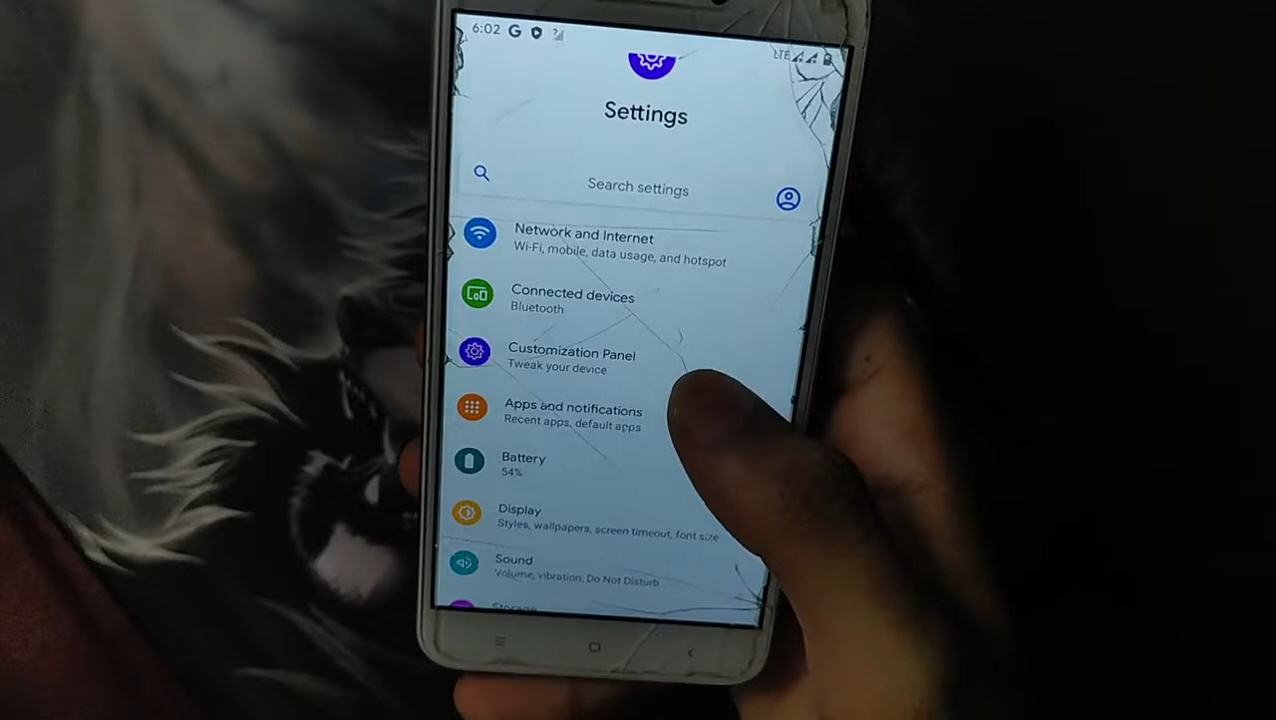 6:02 G
LTE
Settings
Search settings
Network and Internet
Wi-Fi, mobile, data usage, and hotspot
Connected devices
Bluetooth
Customization Panel
Tweak your device
Apps and notifications
Recent apps, default apps
Battery
54%
Display
Styles, wallpapers, screen timeout, font size
Sound
Volume, vibration, Do Not Disturb
Storage